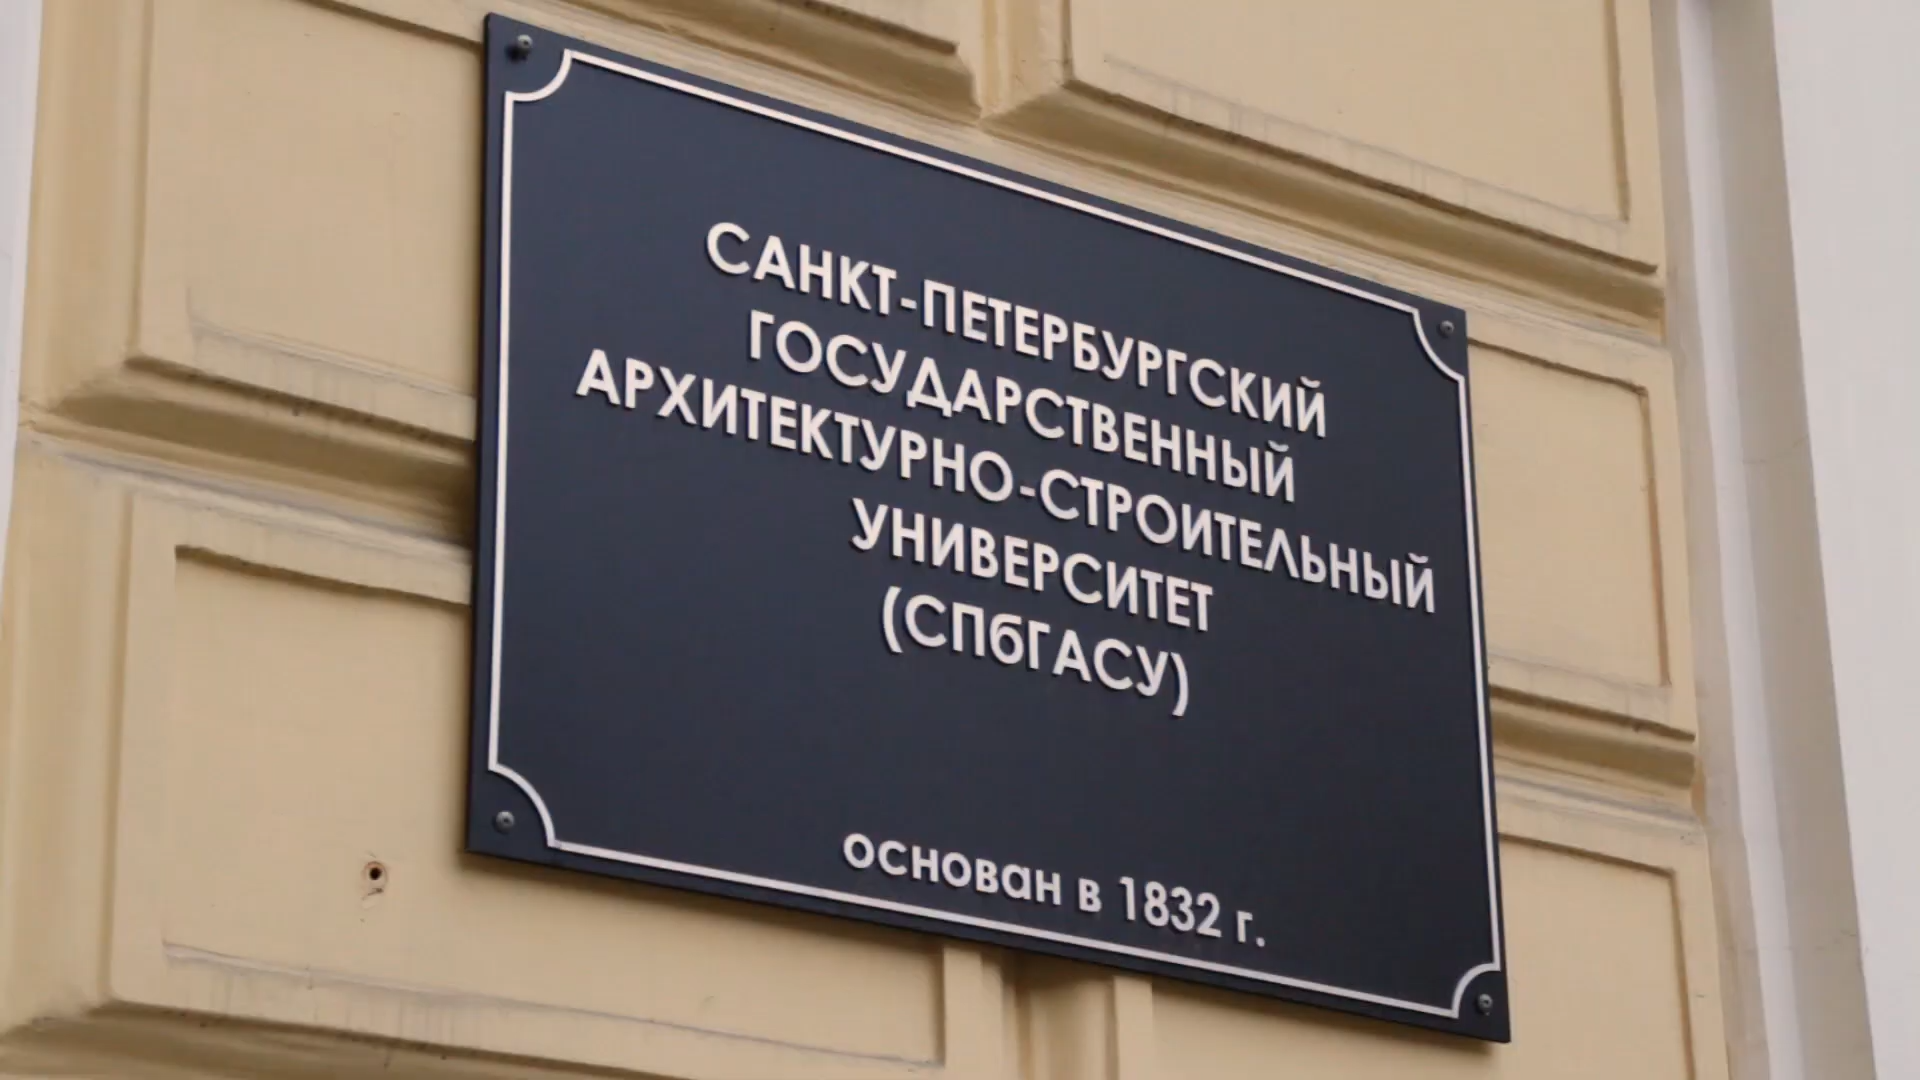 САНКТ-ПЕТЕРБУРГСКИЙ
ГОСУДАРСТВЕННЫЙ
АРХИТЕКТУРНО-СТРОИТЕЛЬНЫЙ
УНИВЕРСИТЕТ
(СПбГАСУ)
основан в 1832 г.